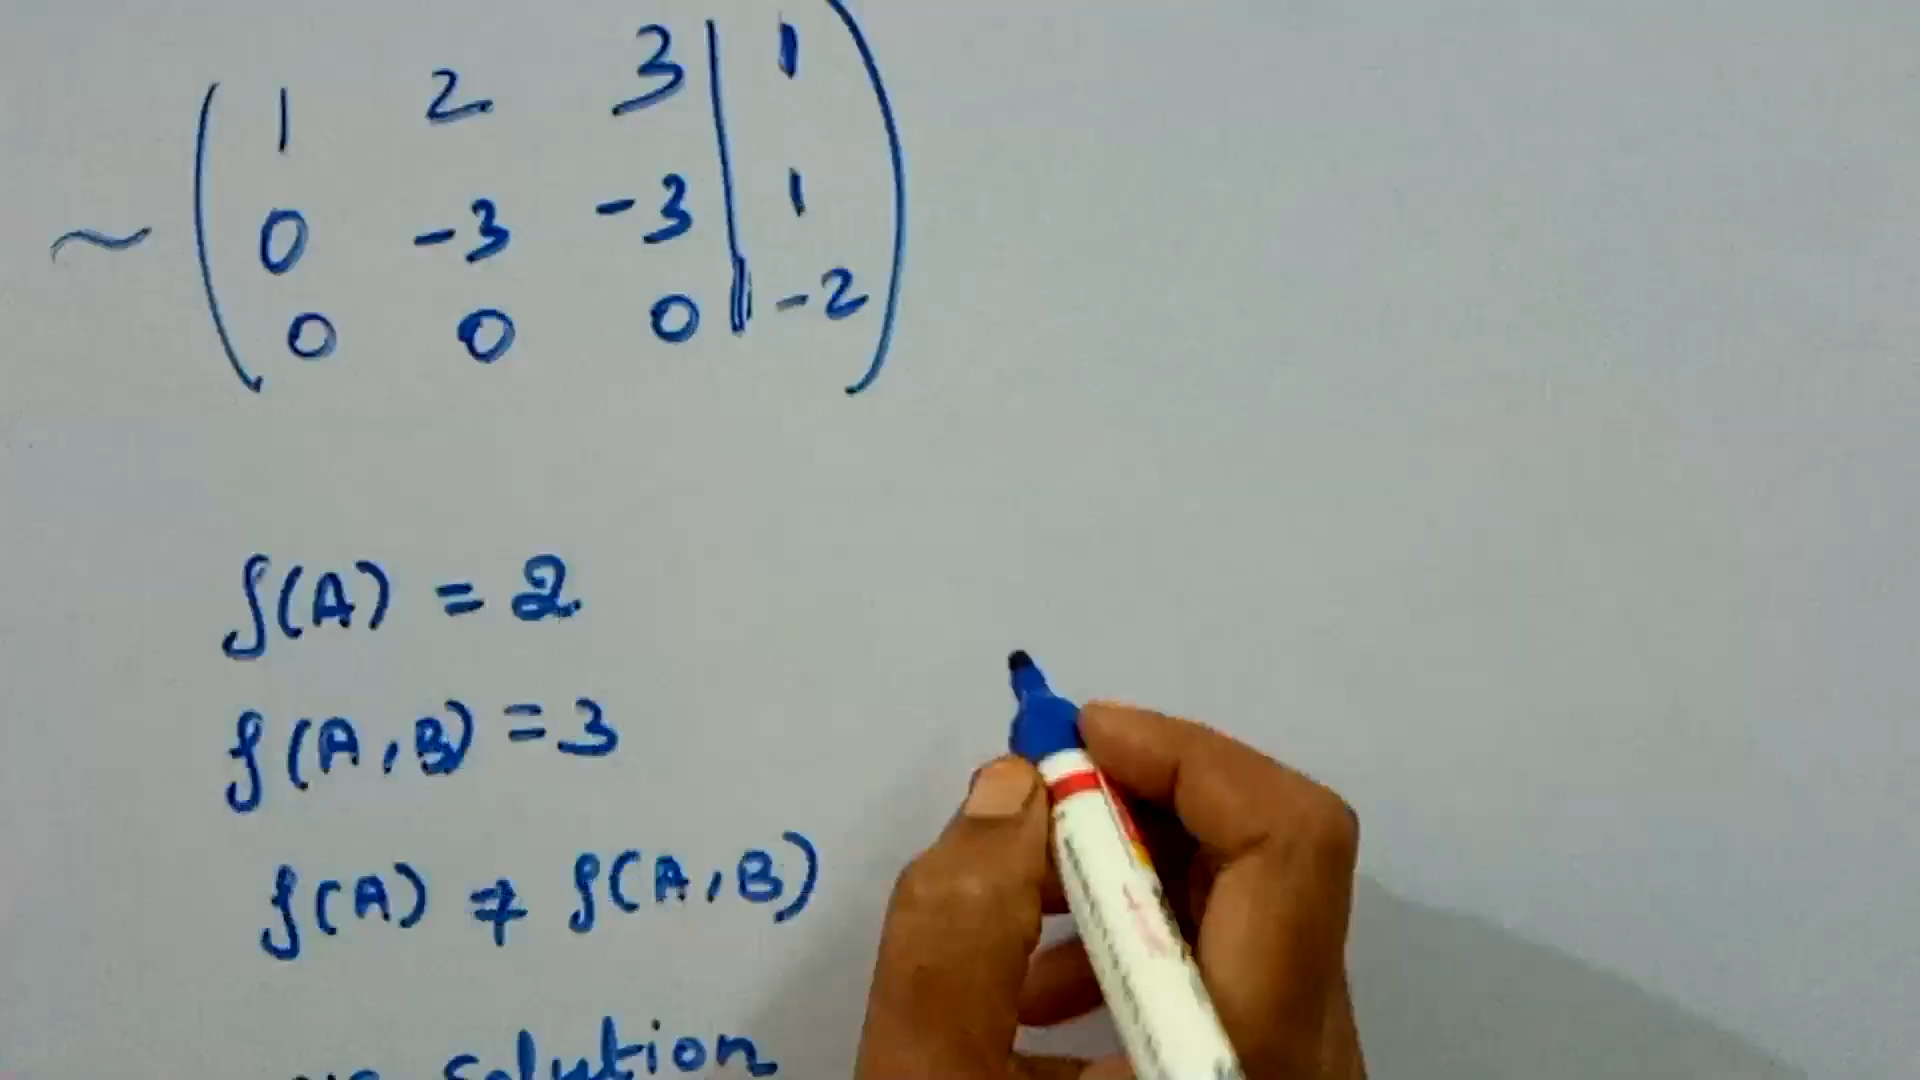 1 2 3 | 1
~ 0 -3 -3 | 1
0 0 0 | -2
ρ(A) = 2
ρ(A,B) = 3
ρ(A) ≠ ρ(A,B)
solution